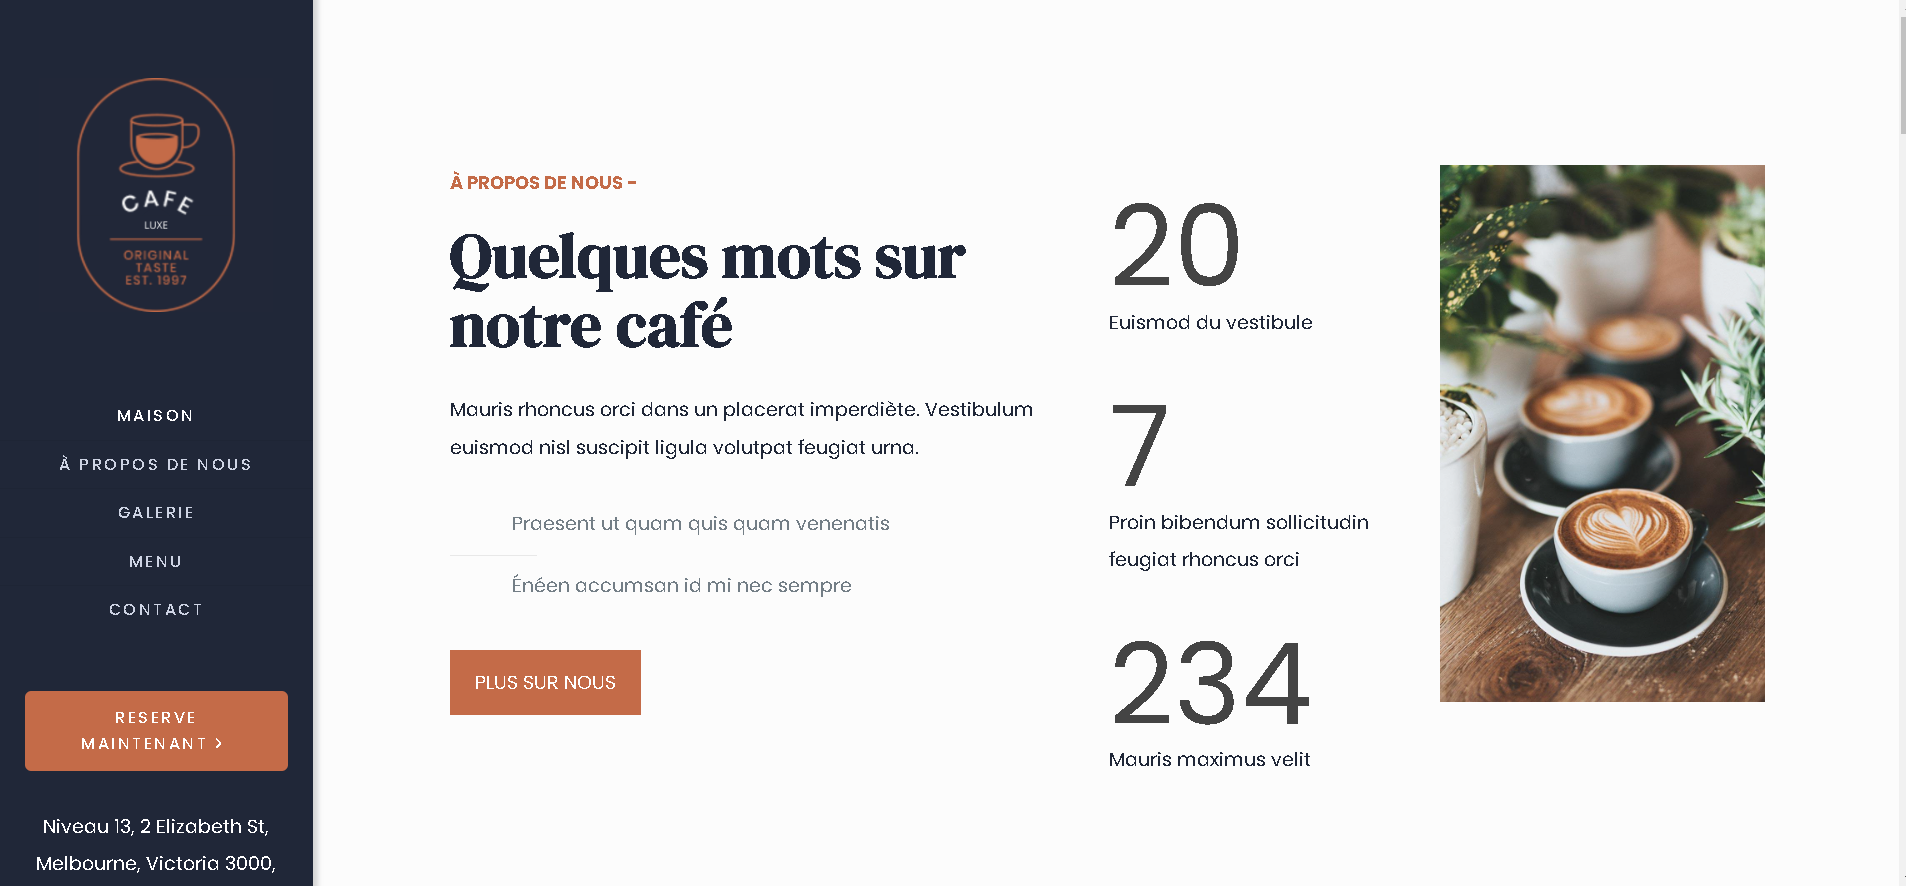 CAFE
LUXE
ORIGINAL
TASTE
EST. 1997
MAISON
À PROPOS DE NOUS
GALERIE
MENU
CONTACT
RESERVE
MAINTENANT >
Niveau 13, 2 Elizabeth St,
Melbourne, Victoria 3000,
À PROPOS DE NOUS -
Quelques mots sur
notre café
Mauris rhoncus orci dans un placerat imperdiète. Vestibulum
euismod nisl suscipit ligula volutpat feugiat urna.
Praesent ut quam quis quam venenatis
Énéen accumsan id mi nec sempre
PLUS SUR NOUS
20
Euismod du vestibule
7
Proin bibendum sollicitudin
feugiat rhoncus orci
234
Mauris maximus velit